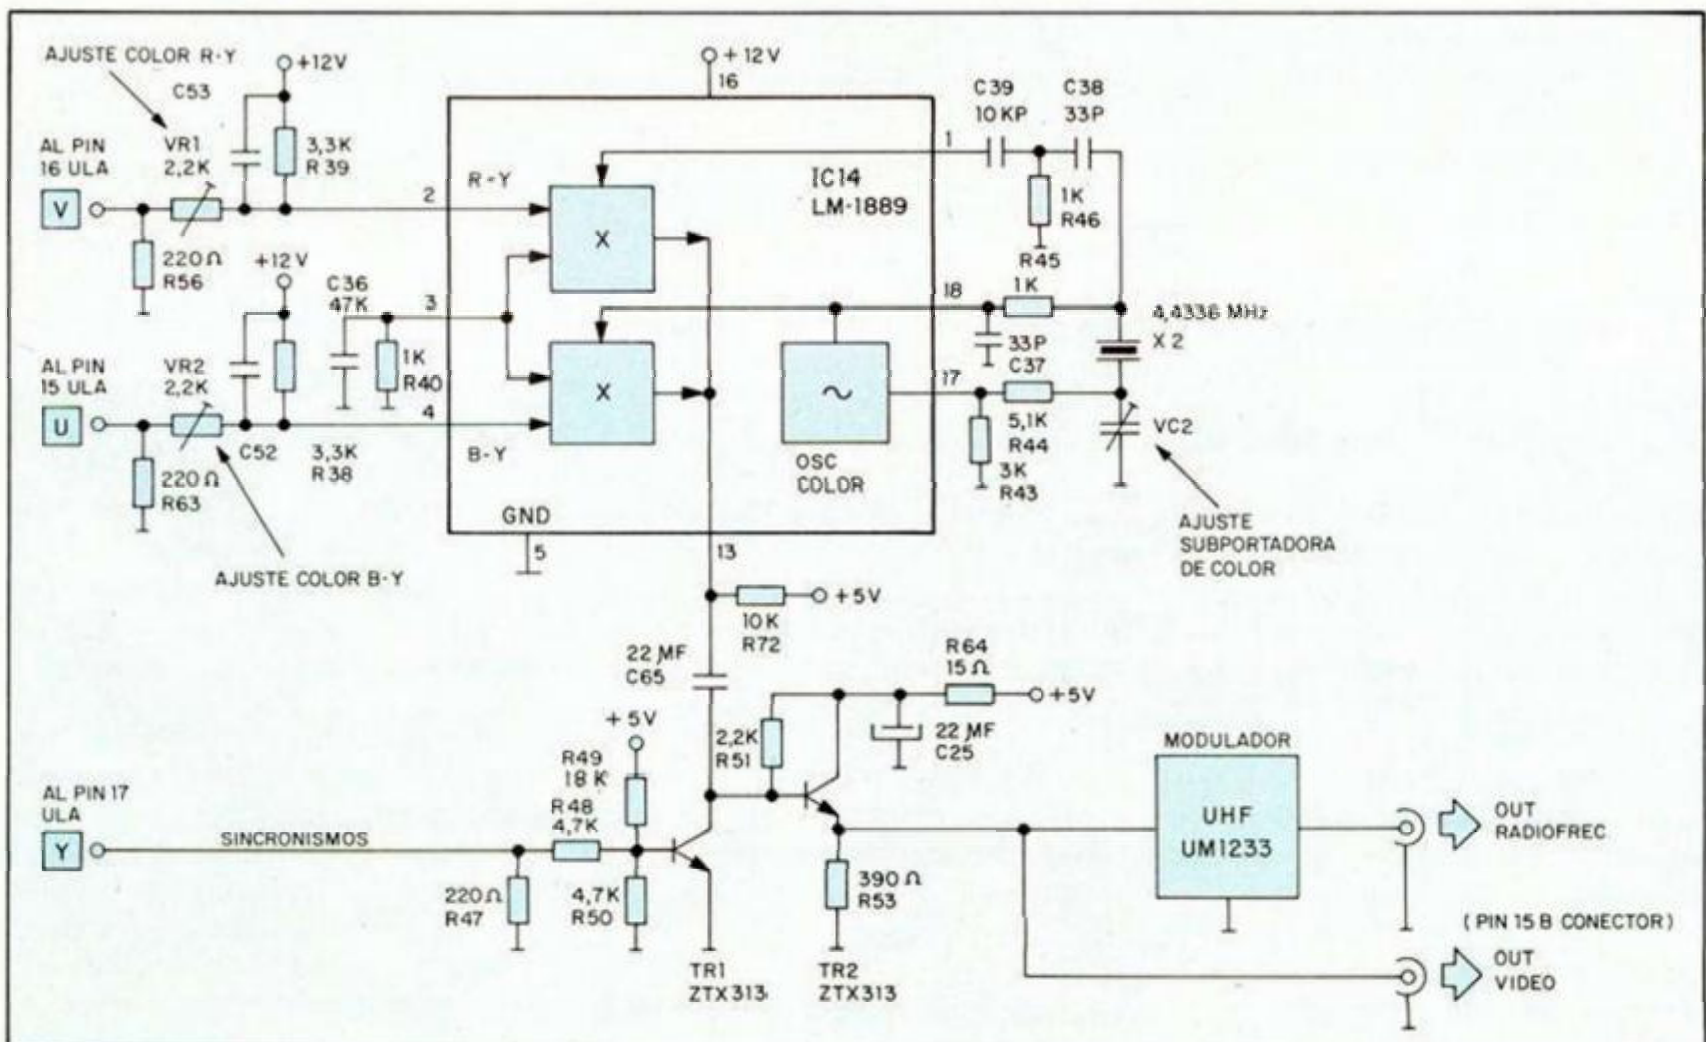 AJUSTE COLOR R-Y
C53
+12V
AL PIN
16 ULA
V
VR1
2,2K
3,3K
R39
220Ω
R56
+12V
C36
47K
AL PIN
15 ULA
U
VR2
2,2K
1K
R40
C52
3,3K
R38
220Ω
R63
AJUSTE COLOR B-Y
+12V
16
2
R-Y
X
3
4
B-Y
X
IC14
LM-1889
OSC
COLOR
GND
5
13
1
18
17
C39
10KP
C38
33P
1K
R46
R45
1K
33P
C37
4,4336 MHz
X2
5,1K
R44
3K
R43
VC2
AJUSTE
SUBPORTADORA
DE COLOR
+5V
10K
R72
22 MF
C65
R64
15Ω
+5V
+5V
2,2K
R51
22 MF
C25
R49
18K
R48
4,7K
AL PIN 17
ULA
Y
SINCRONISMOS
220Ω
R47
4,7K
R50
390Ω
R53
TR1
ZTX313
TR2
ZTX313
MODULADOR
UHF
UM1233
OUT
RADIOFREC.
(PIN 15 B CONECTOR)
OUT
VIDEO